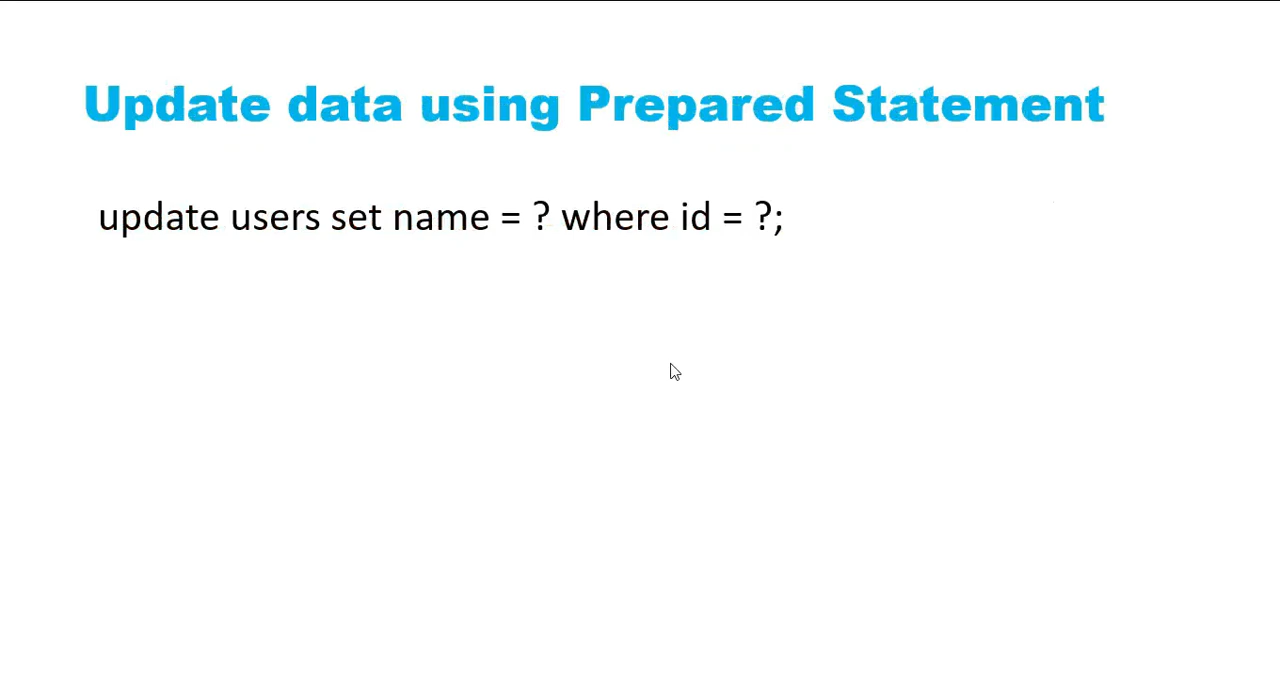 Update data using Prepared Statement
update users set name = ? where id = ?;